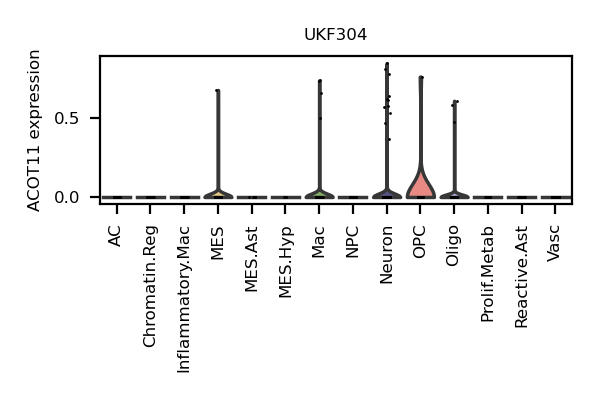 UKF304
ACOT11 expression
0.5
0.0
AC
Chromatin.Reg
Inflammatory.Mac
MES
MES.Ast
MES.Hyp
Mac
NPC
Neuron
OPC
Oligo
Prolif.Metab
Reactive.Ast
Vasc